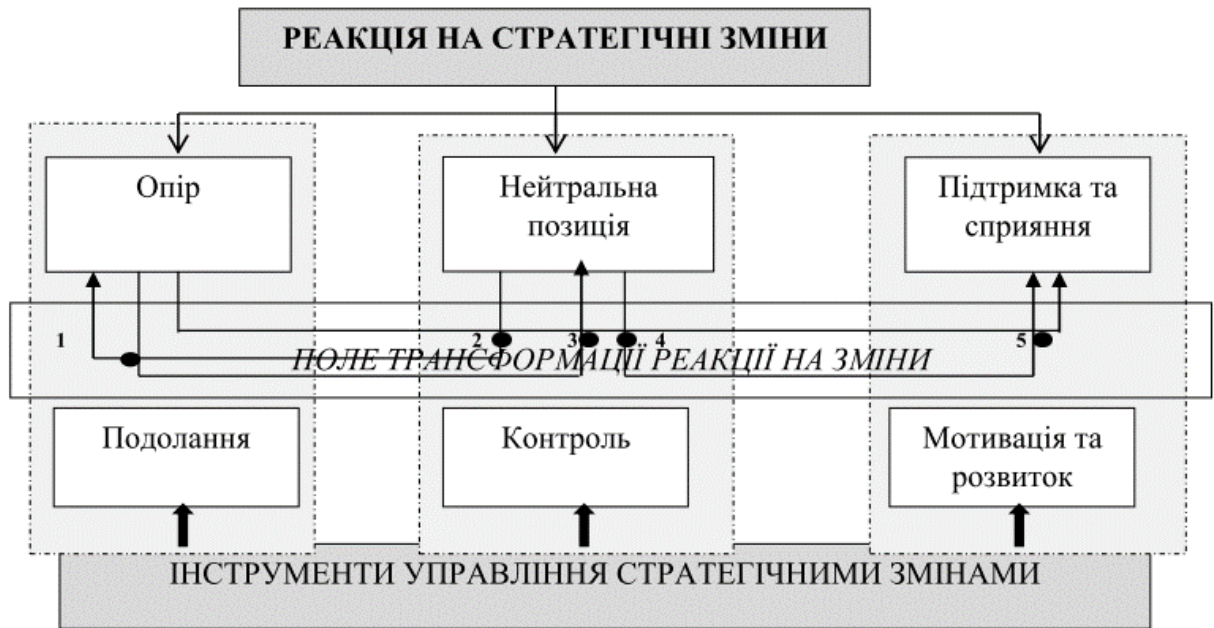 РЕАКЦІЯ НА СТРАТЕГІЧНІ ЗМІНИ
Опір
Нейтральна
позиція
Підтримка та
сприяння
1
2
3
4
5
ПОЛЕ ТРАНСФОРМАЦІЇ РЕАКЦІЇ НА ЗМІНИ
Подолання
Контроль
Мотивація та
розвиток
ІНСТРУМЕНТИ УПРАВЛІННЯ СТРАТЕГІЧНИМИ ЗМІНАМИ